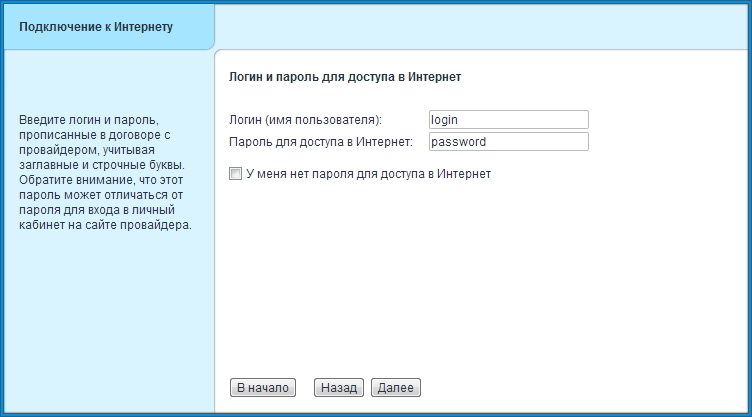 Подключение к Интернету
Введите логин и пароль,
прописанные в договоре с
провайдером, учитывая
заглавные и строчные буквы.
Обратите внимание, что этот
пароль может отличаться от
пароля для входа в личный
кабинет на сайте провайдера.
Логин и пароль для доступа в Интернет
Логин (имя пользователя): login
Пароль для доступа в Интернет: password
У меня нет пароля для доступа в Интернет
В начало Назад Далее